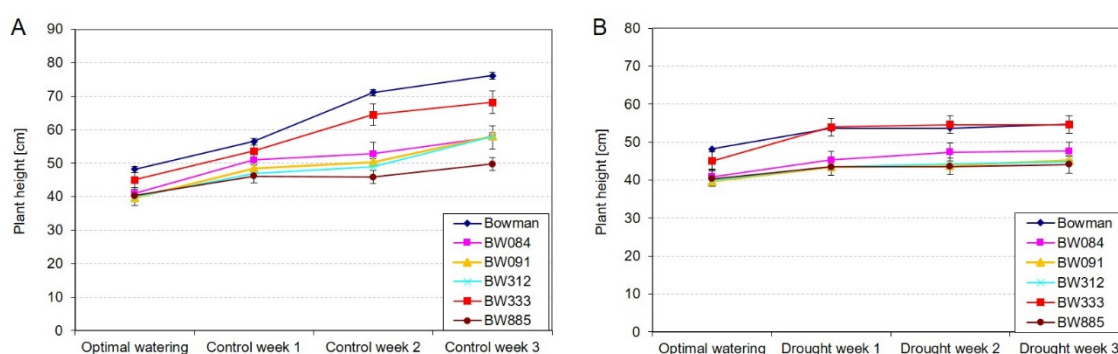 A
Plant height [cm]
90
80
70
60
50
40
30
20
10
0
Optimal watering Control week 1 Control week 2 Control week 3
Bowman
BW084
BW091
BW312
BW333
BW885
B
Plant height [cm]
80
70
60
50
40
30
20
10
0
Optimal watering Drought week 1 Drought week 2 Drought week 3
Bowman
BW084
BW091
BW312
BW333
BW885